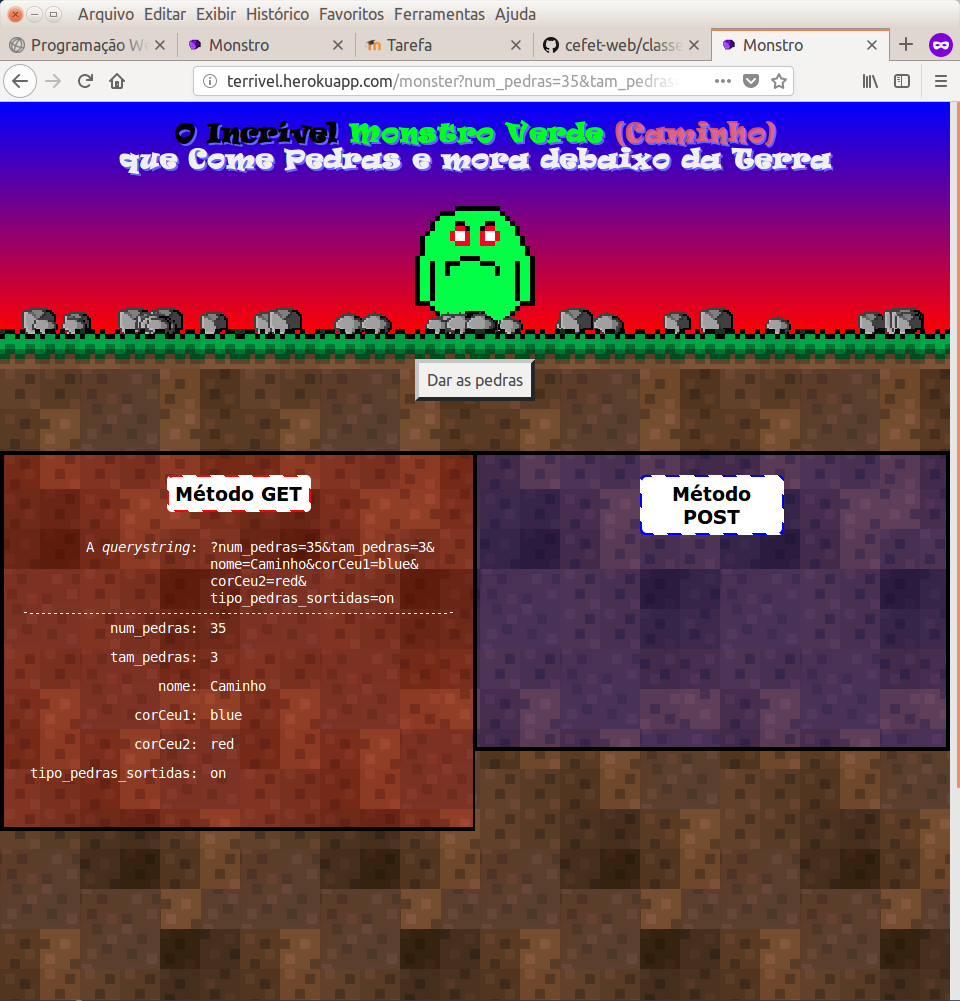 Arquivo Editar Exibir Histórico Favoritos Ferramentas Ajuda
Programação We
Monstro
Tarefa
cefet-web/classe
Monstro
terrivel.herokuapp.com/monster?num_pedras=35&tam_pedras
O Incrível Monstro Verde (Caminho)
que Come Pedras e mora debaixo da Terra
Dar as pedras
Método GET
A querystring: ?num_pedras=35&tam_pedras=3&
nome=Caminho&corCeu1=blue&
corCeu2=red&
tipo_pedras_sortidas=on
num_pedras: 35
tam_pedras: 3
nome: Caminho
corCeu1: blue
corCeu2: red
tipo_pedras_sortidas: on
Método
POST